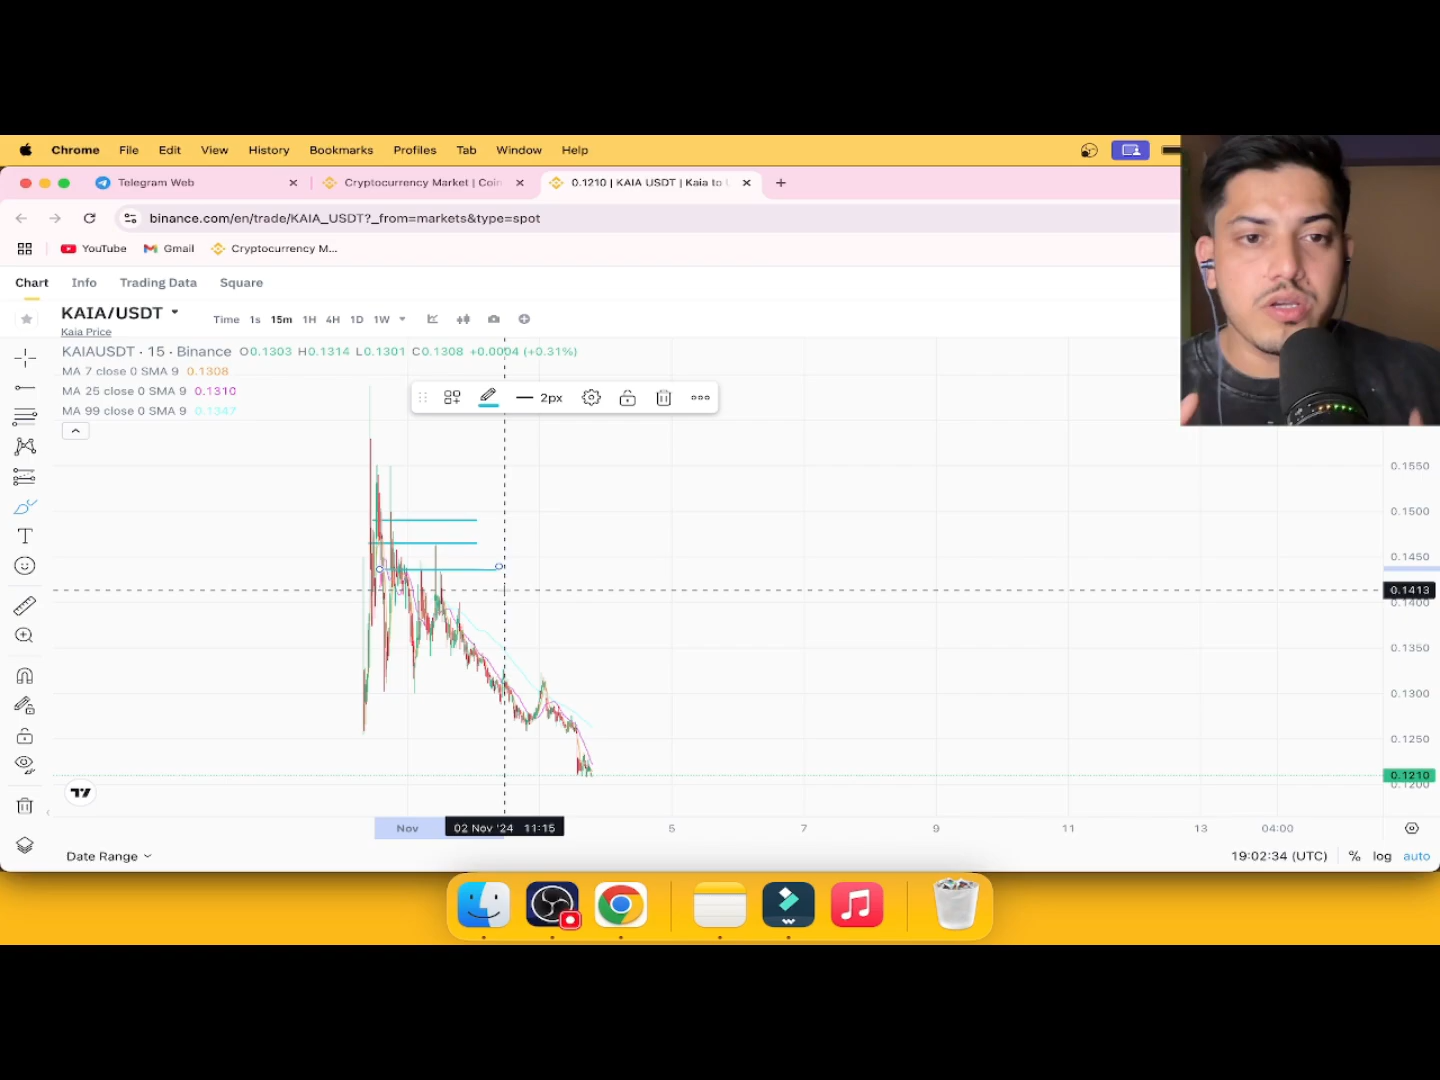 Chrome File Edit View History Bookmarks Profiles Tab Window Help
Telegram Web
Cryptocurrency Market | Coin
0.1210 | KAIA USDT | Kaia to
binance.com/en/trade/KAIA_USDT?_from=markets&type=spot
YouTube Gmail Cryptocurrency M...
Chart Info Trading Data Square
KAIA/USDT
Kaia Price
Time 1s 15m 1H 4H 1D 1W
KAIAUSDT · 15 · Binance O0.1303 H0.1314 L0.1301 C0.1308 +0.0004 (+0.31%)
MA 7 close 0 SMA 9 0.1308
MA 25 close 0 SMA 9 0.1310
MA 99 close 0 SMA 9 0.1347
2px
0.1550
0.1500
0.1450
0.1413
0.1400
0.1350
0.1300
0.1250
0.1210
0.1200
Nov 02 Nov '24 11:15 5 7 9 11 13 04:00
Date Range 19:02:34 (UTC) % log auto